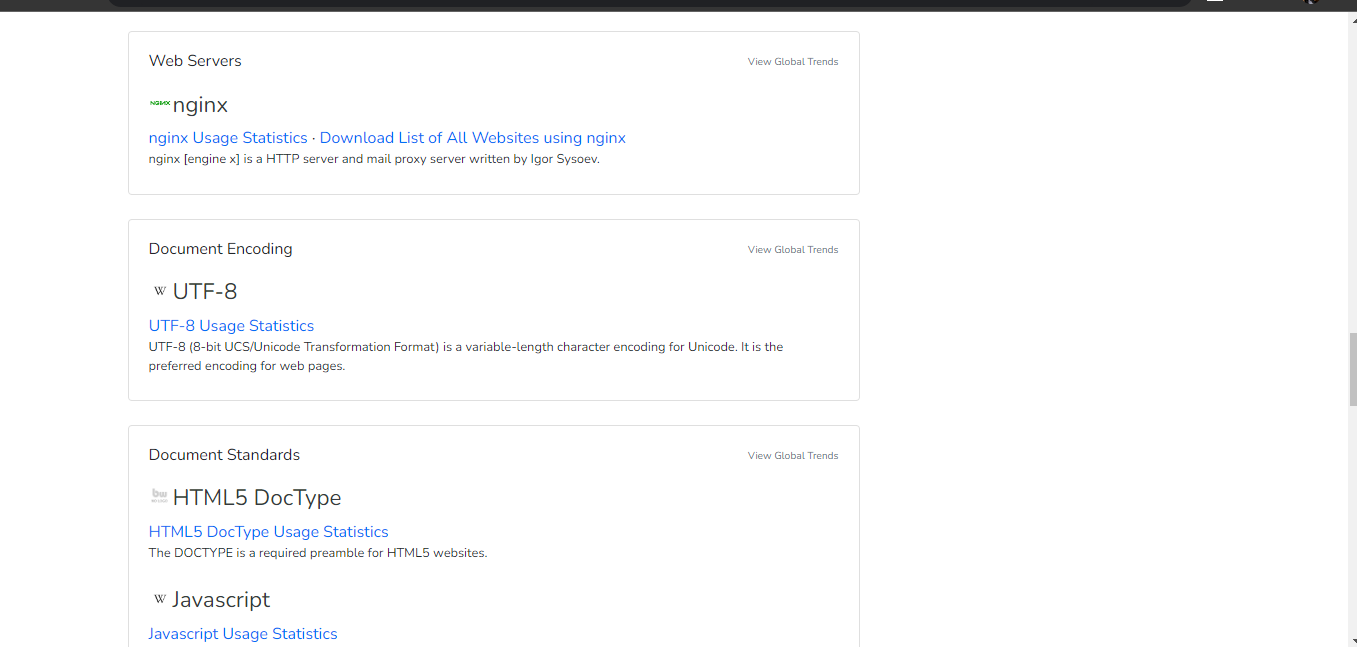 Web Servers
View Global Trends
NGINX nginx
nginx Usage Statistics · Download List of All Websites using nginx
nginx [engine x] is a HTTP server and mail proxy server written by Igor Sysoev.
Document Encoding
View Global Trends
W UTF-8
UTF-8 Usage Statistics
UTF-8 (8-bit UCS/Unicode Transformation Format) is a variable-length character encoding for Unicode. It is the
preferred encoding for web pages.
Document Standards
View Global Trends
bw HTML5 DocType
HTML5 DocType Usage Statistics
The DOCTYPE is a required preamble for HTML5 websites.
W Javascript
Javascript Usage Statistics